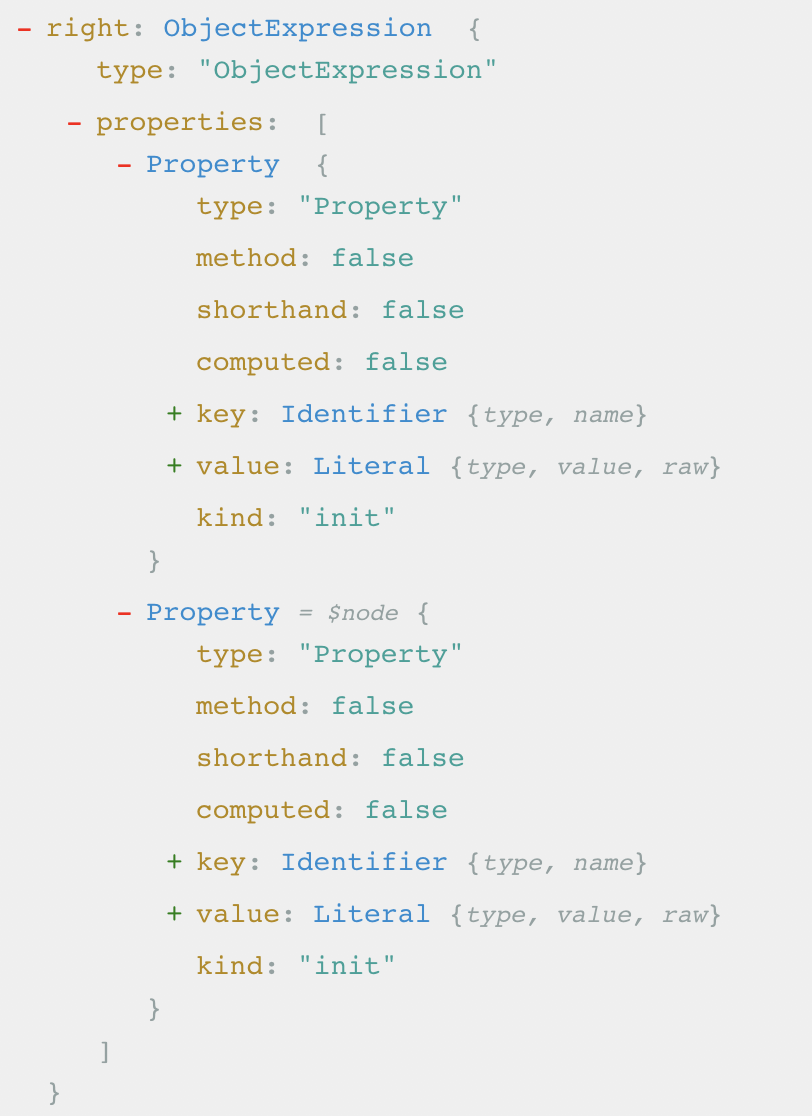 - right: ObjectExpression {
type: "ObjectExpression"
- properties: [
- Property {
type: "Property"
method: false
shorthand: false
computed: false
+ key: Identifier {type, name}
+ value: Literal {type, value, raw}
kind: "init"
}
- Property = $node {
type: "Property"
method: false
shorthand: false
computed: false
+ key: Identifier {type, name}
+ value: Literal {type, value, raw}
kind: "init"
}
]
}